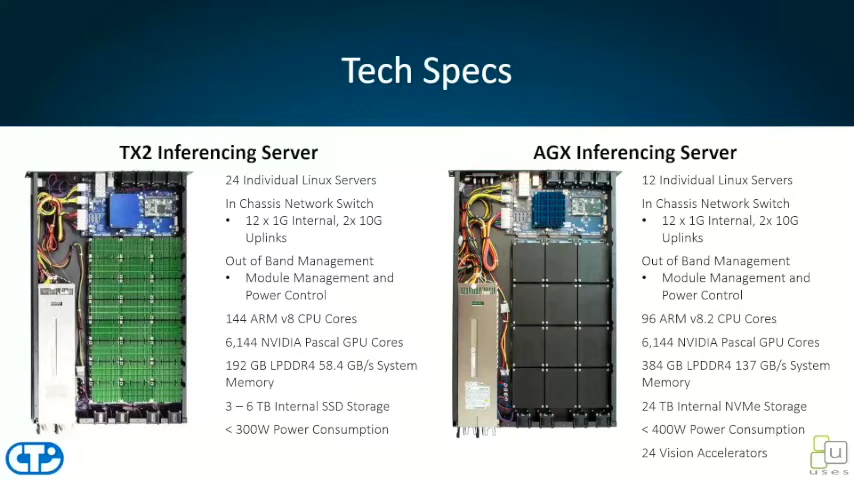 Tech Specs
TX2 Inferencing Server
24 Individual Linux Servers
In Chassis Network Switch
• 12 x 1G Internal, 2x 10G
Uplinks
Out of Band Management
• Module Management and
Power Control
144 ARM v8 CPU Cores
6,144 NVIDIA Pascal GPU Cores
192 GB LPDDR4 58.4 GB/s System
Memory
3 – 6 TB Internal SSD Storage
< 300W Power Consumption
AGX Inferencing Server
12 Individual Linux Servers
In Chassis Network Switch
• 12 x 1G Internal, 2x 10G
Uplinks
Out of Band Management
• Module Management and
Power Control
96 ARM v8.2 CPU Cores
6,144 NVIDIA Pascal GPU Cores
384 GB LPDDR4 137 GB/s System
Memory
24 TB Internal NVMe Storage
< 400W Power Consumption
24 Vision Accelerators
CTi
u
uses